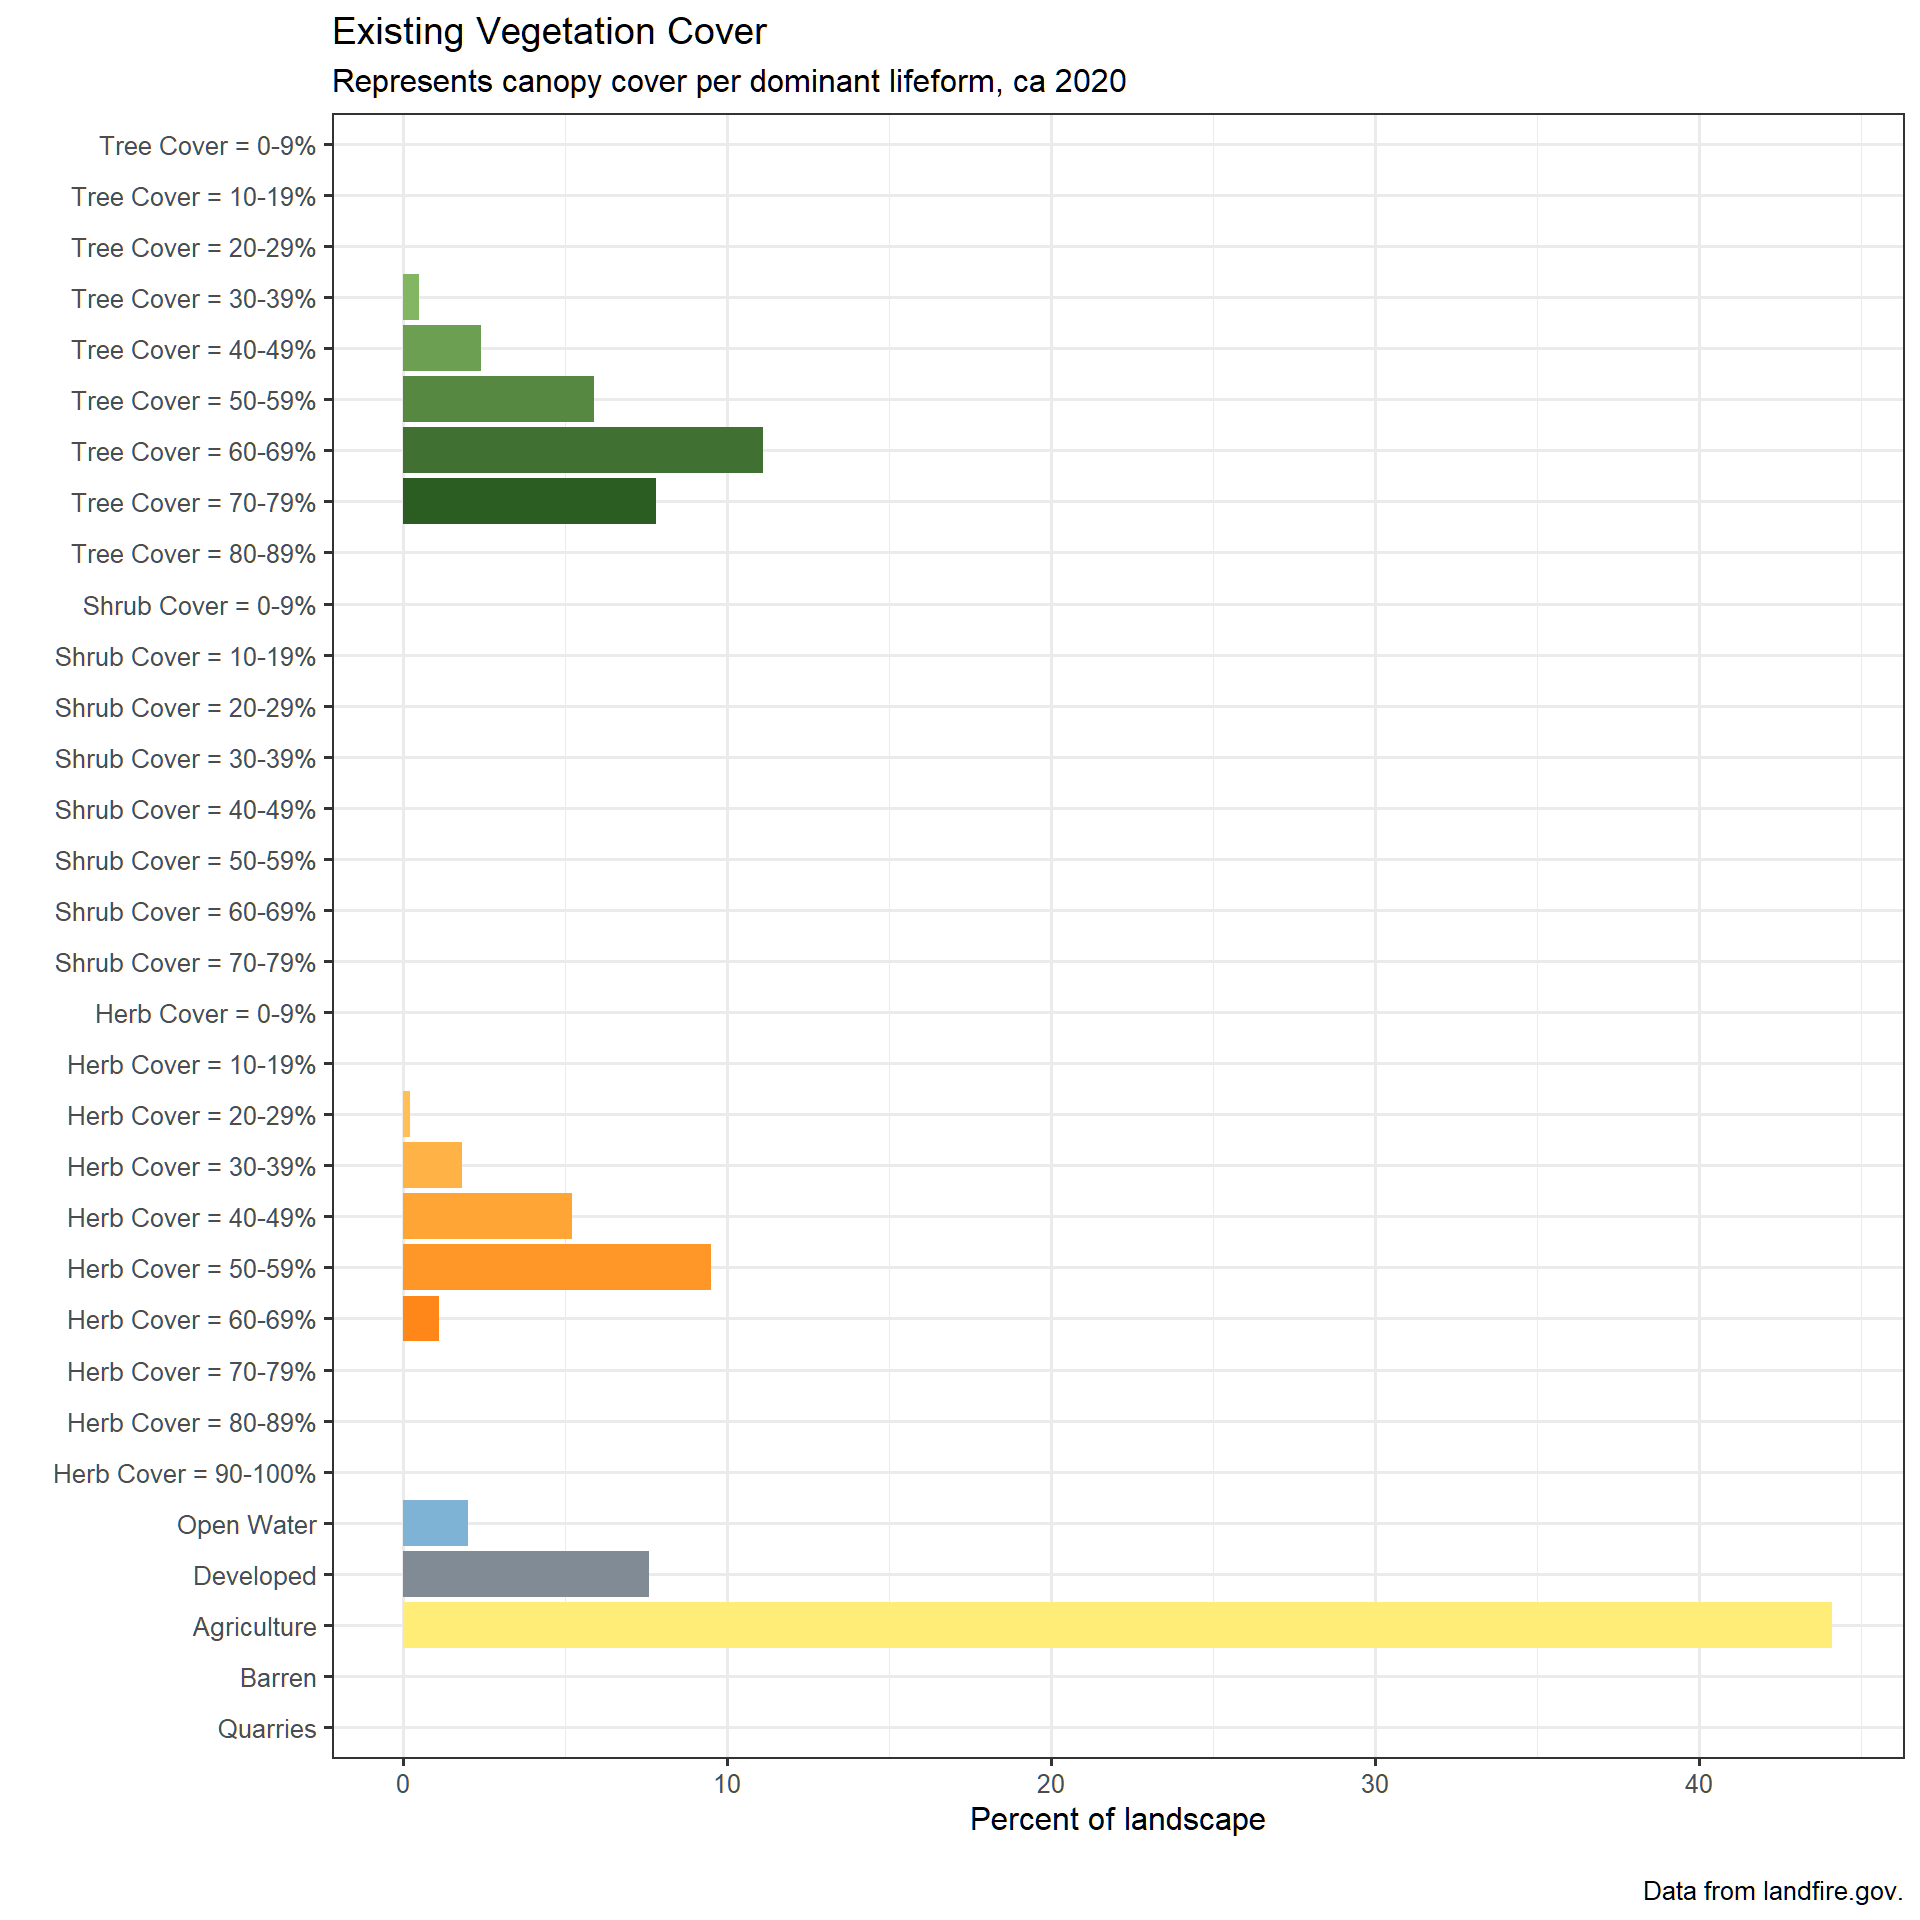 Existing Vegetation Cover
Represents canopy cover per dominant lifeform, ca 2020
Tree Cover = 0-9%
Tree Cover = 10-19%
Tree Cover = 20-29%
Tree Cover = 30-39%
Tree Cover = 40-49%
Tree Cover = 50-59%
Tree Cover = 60-69%
Tree Cover = 70-79%
Tree Cover = 80-89%
Shrub Cover = 0-9%
Shrub Cover = 10-19%
Shrub Cover = 20-29%
Shrub Cover = 30-39%
Shrub Cover = 40-49%
Shrub Cover = 50-59%
Shrub Cover = 60-69%
Shrub Cover = 70-79%
Herb Cover = 0-9%
Herb Cover = 10-19%
Herb Cover = 20-29%
Herb Cover = 30-39%
Herb Cover = 40-49%
Herb Cover = 50-59%
Herb Cover = 60-69%
Herb Cover = 70-79%
Herb Cover = 80-89%
Herb Cover = 90-100%
Open Water
Developed
Agriculture
Barren
Quarries
0 10 20 30 40
Percent of landscape
Data from landfire.gov.